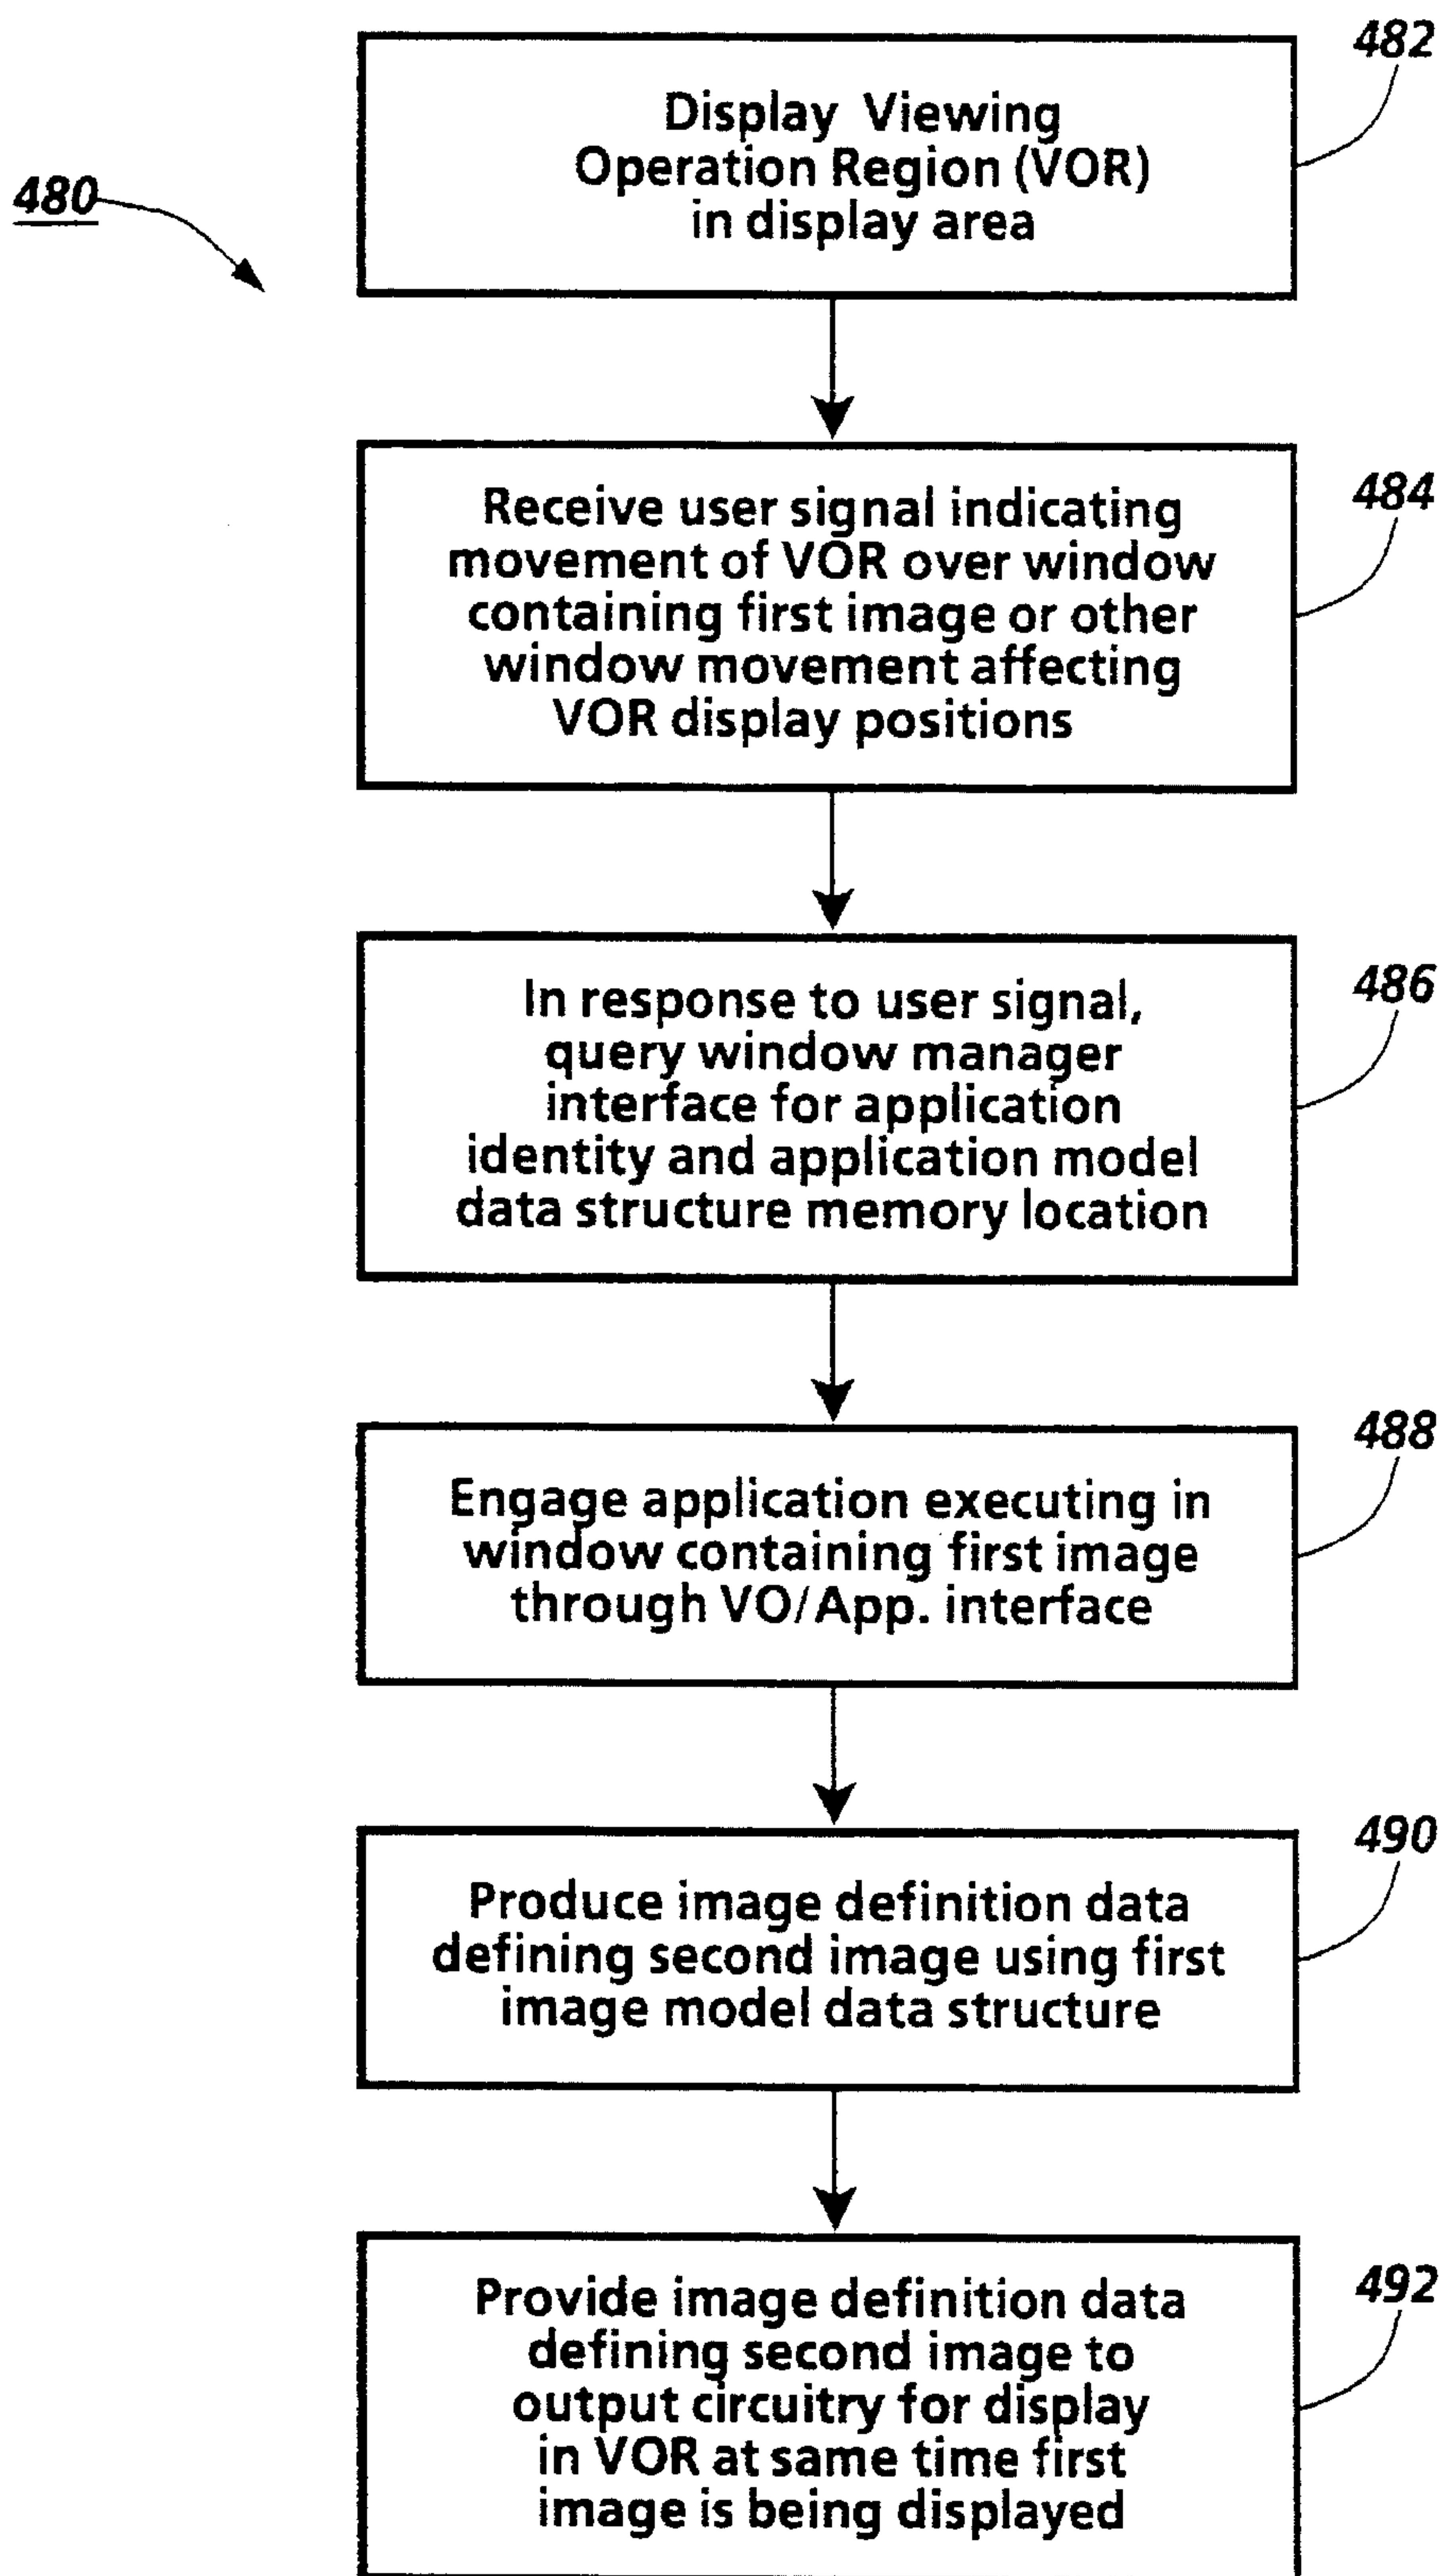 482
Display Viewing
Operation Region (VOR)
in display area
480
484
Receive user signal indicating
movement of VOR over window
containing first image or other
window movement affecting
VOR display positions
486
In response to user signal,
query window manager
interface for application
identity and application model
data structure memory location
488
Engage application executing in
window containing first image
through VO/App. interface
490
Produce image definition data
defining second image using first
image model data structure
492
Provide image definition data
defining second image to
output circuitry for display
in VOR at same time first
image is being displayed